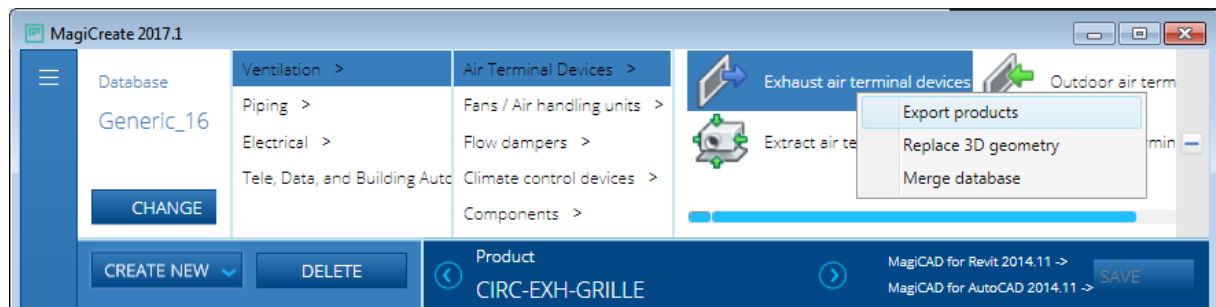 MagiCreate 2017.1
Database
Generic_16
CHANGE
Ventilation >
Piping >
Electrical >
Tele, Data, and Building Autc
Air Terminal Devices >
Fans / Air handling units >
Flow dampers >
Climate control devices >
Components >
Exhaust air terminal devices
Outdoor air term
Extract air te
rmin
Export products
Replace 3D geometry
Merge database
CREATE NEW
DELETE
Product
CIRC-EXH-GRILLE
MagiCAD for Revit 2014.11 ->
MagiCAD for AutoCAD 2014.11 ->
SAVE